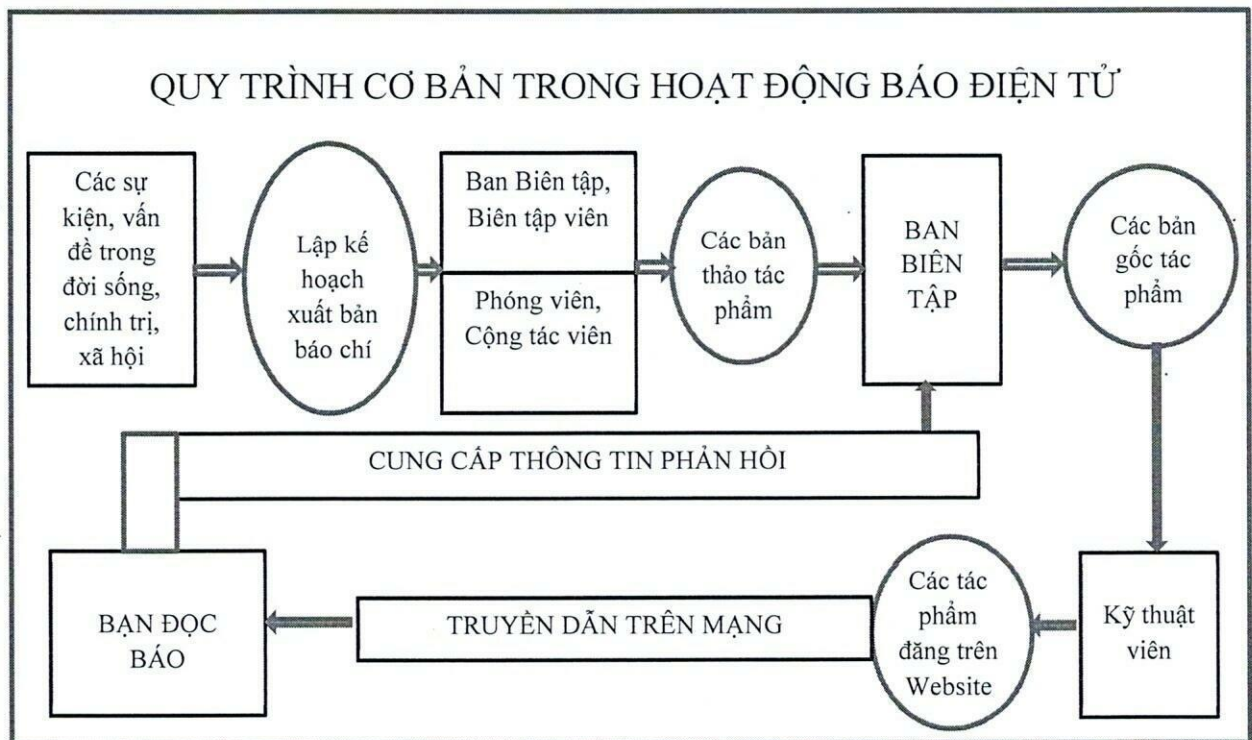 QUY TRÌNH CƠ BẢN TRONG HOẠT ĐỘNG BÁO ĐIỆN TỬ
Các sự
kiện, vấn
đề trong
đời sống,
chính trị,
xã hội
Lập kế
hoạch
xuất bản
báo chí
Ban Biên tập,
Biên tập viên
Phóng viên,
Cộng tác viên
Các bản
thảo tác
phẩm
BAN
BIÊN
TẬP
Các bản
gốc tác
phẩm
CUNG CẤP THÔNG TIN PHẢN HỒI
BẠN ĐỌC
BÁO
TRUYỀN DẪN TRÊN MẠNG
Các tác
phẩm
đăng trên
Website
Kỹ thuật
viên